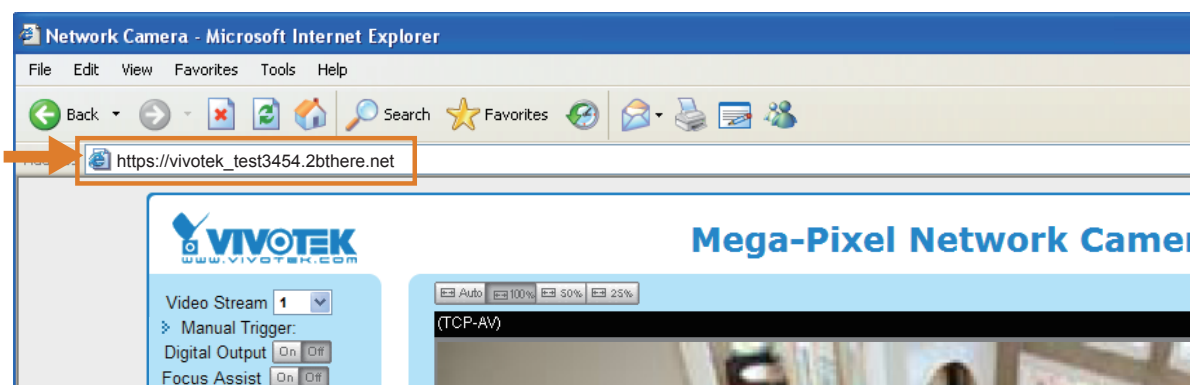 Network Camera - Microsoft Internet Explorer
File Edit View Favorites Tools Help
Back Search Favorites
https://vivotek_test3454.2bthere.net
VIVOTEK
www.vivotek.com
Mega-Pixel Network
Video Stream 1
Manual Trigger:
Digital Output On Off
Focus Assist On Off
Auto 100% 50% 25%
(TCP-AV)